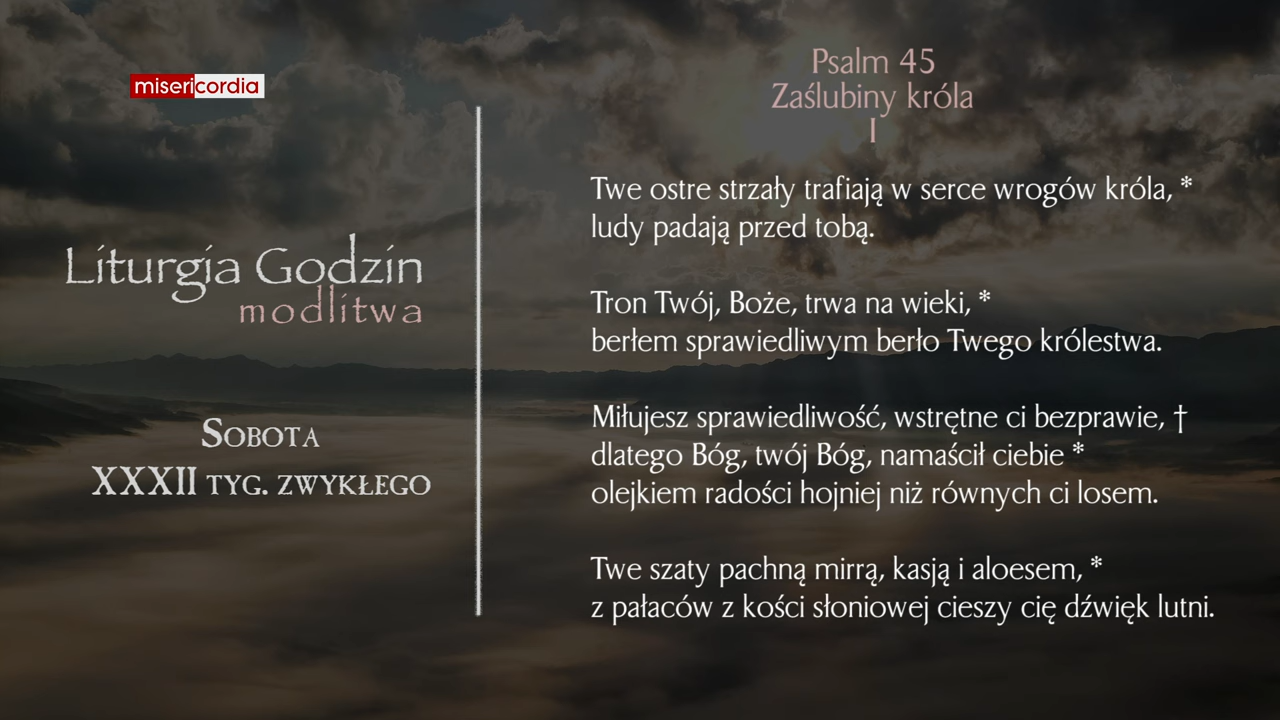 misericordia
Liturgia Godzin
modlitwa
Sobota
XXXII tyg. zwykłego
Psalm 45
Zaślubiny króla
I
Twe ostre strzały trafiają w serce wrogów króla, *
ludy padają przed tobą.
Tron Twój, Boże, trwa na wieki, *
berłem sprawiedliwym berło Twego królestwa.
Miłujesz sprawiedliwość, wstrętne ci bezprawie, †
dlatego Bóg, twój Bóg, namaścił ciebie *
olejkiem radości hojniej niż równych ci losem.
Twe szaty pachną mirrą, kasją i aloesem, *
z pałaców z kości słoniowej cieszy cię dźwięk lutni.